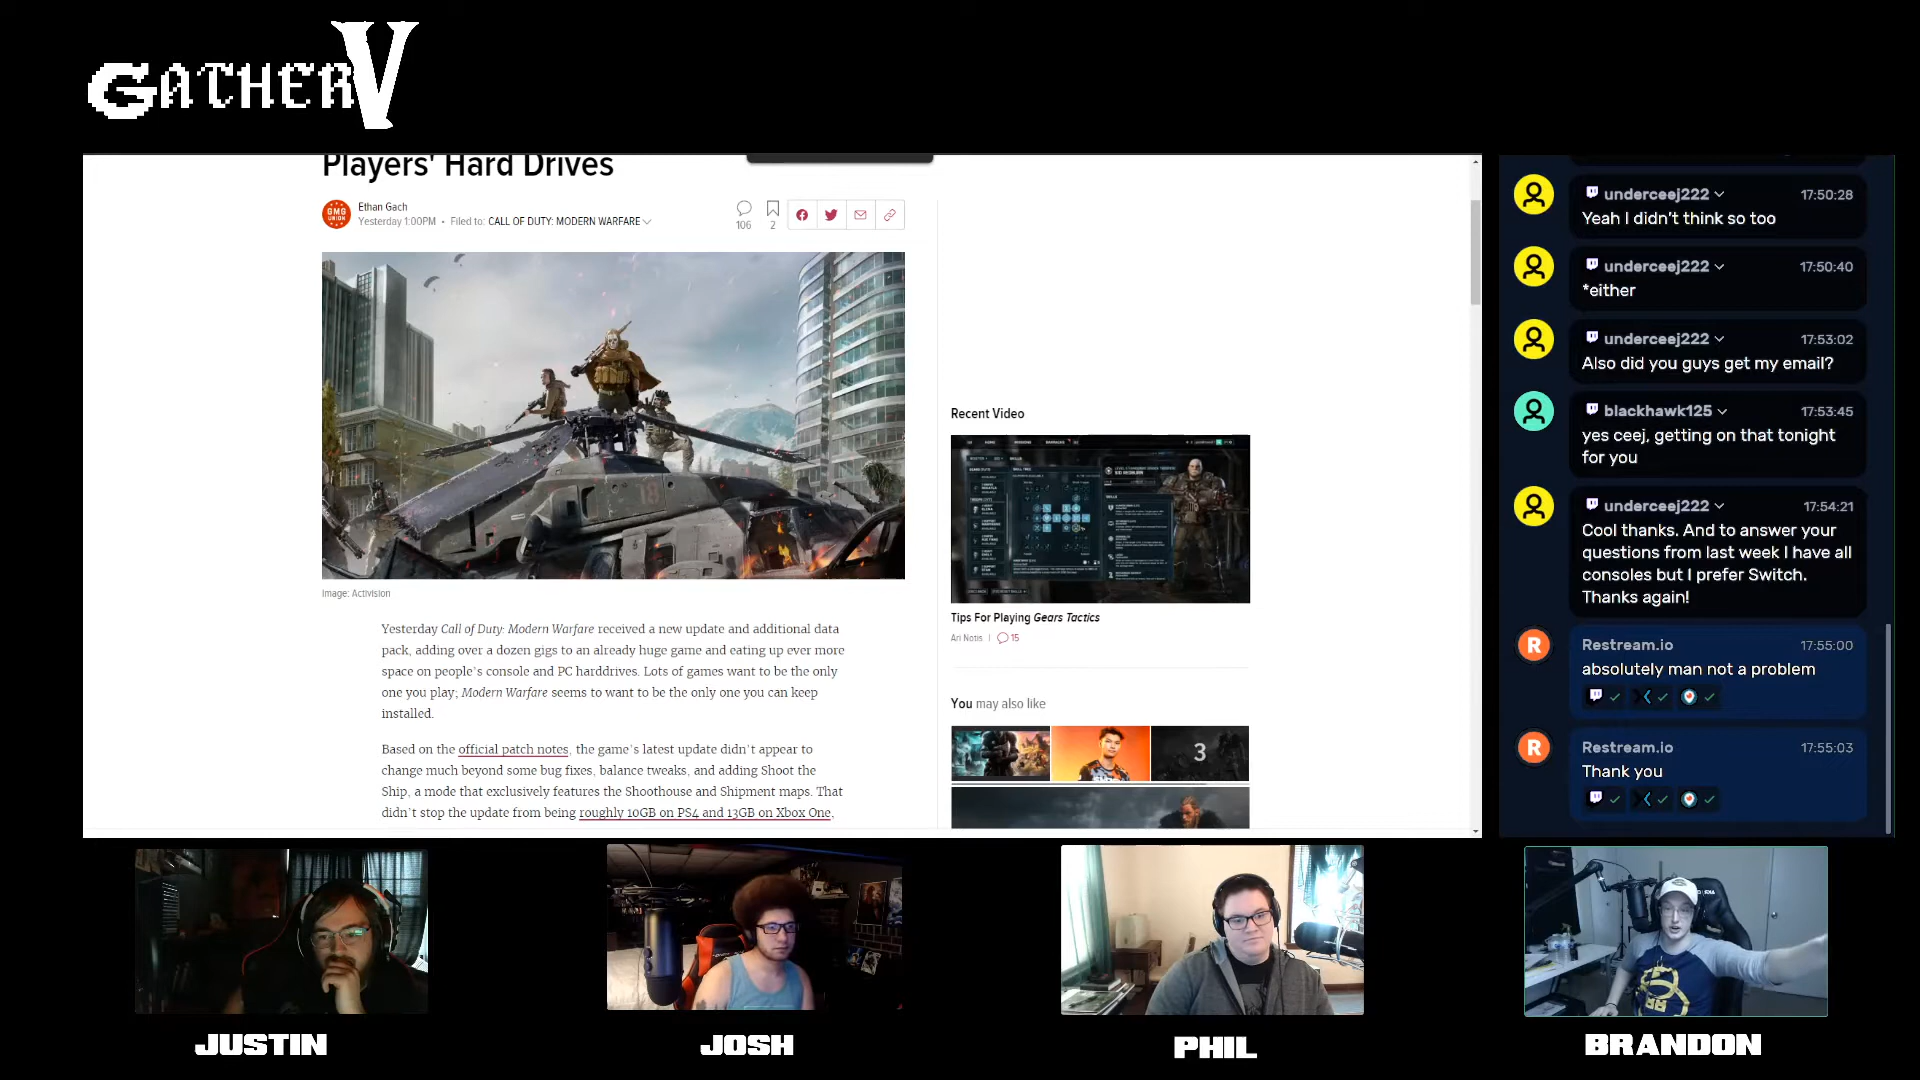 GATHERV
Players' Hard Drives
GMG
UNION
Ethan Gach
Yesterday 1:00PM • Filed to: CALL OF DUTY: MODERN WARFARE
106
2
Image: Activision
Yesterday Call of Duty: Modern Warfare received a new update and additional data
pack, adding over a dozen gigs to an already huge game and eating up ever more
space on people's console and PC harddrives. Lots of games want to be the only
one you play; Modern Warfare seems to want to be the only one you can keep
installed.
Based on the official patch notes, the game's latest update didn't appear to
change much beyond some bug fixes, balance tweaks, and adding Shoot the
Ship, a mode that exclusively features the Shoothouse and Shipment maps. That
didn't stop the update from being roughly 10GB on PS4 and 13GB on Xbox One,
Recent Video
Tips For Playing Gears Tactics
Ari Notis | 15
You may also like
3
underceej222 17:50:28
Yeah I didn't think so too
underceej222 17:50:40
*either
underceej222 17:53:02
Also did you guys get my email?
blackhawk125 17:53:45
yes ceej, getting on that tonight
for you
underceej222 17:54:21
Cool thanks. And to answer your
questions from last week I have all
consoles but I prefer Switch.
Thanks again!
R
Restream.io 17:55:00
absolutely man not a problem
R
Restream.io 17:55:03
Thank you
JUSTIN
JOSH
PHIL
BRANDON